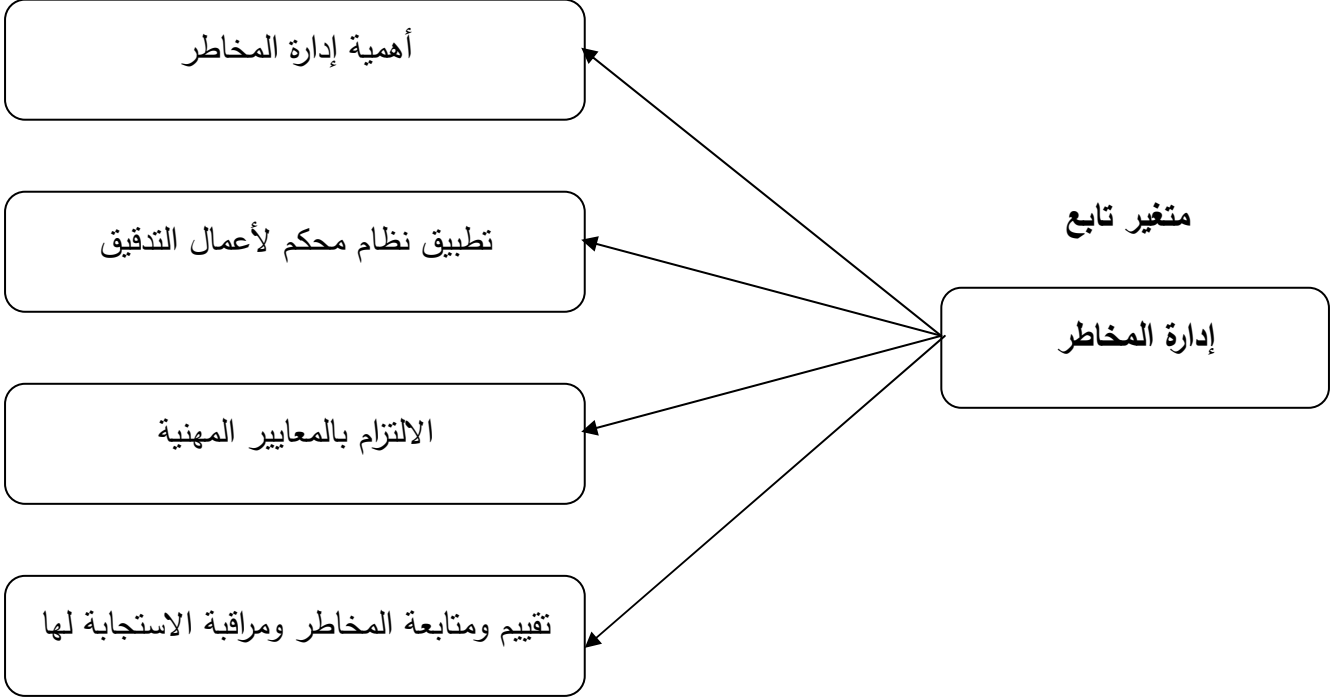 متغير تابع
إدارة المخاطر
أهمية إدارة المخاطر
تطبيق نظام محكم لأعمال التدقيق
الالتزام بالمعايير المهنية
تقييم ومتابعة المخاطر ومراقبة الاستجابة لها